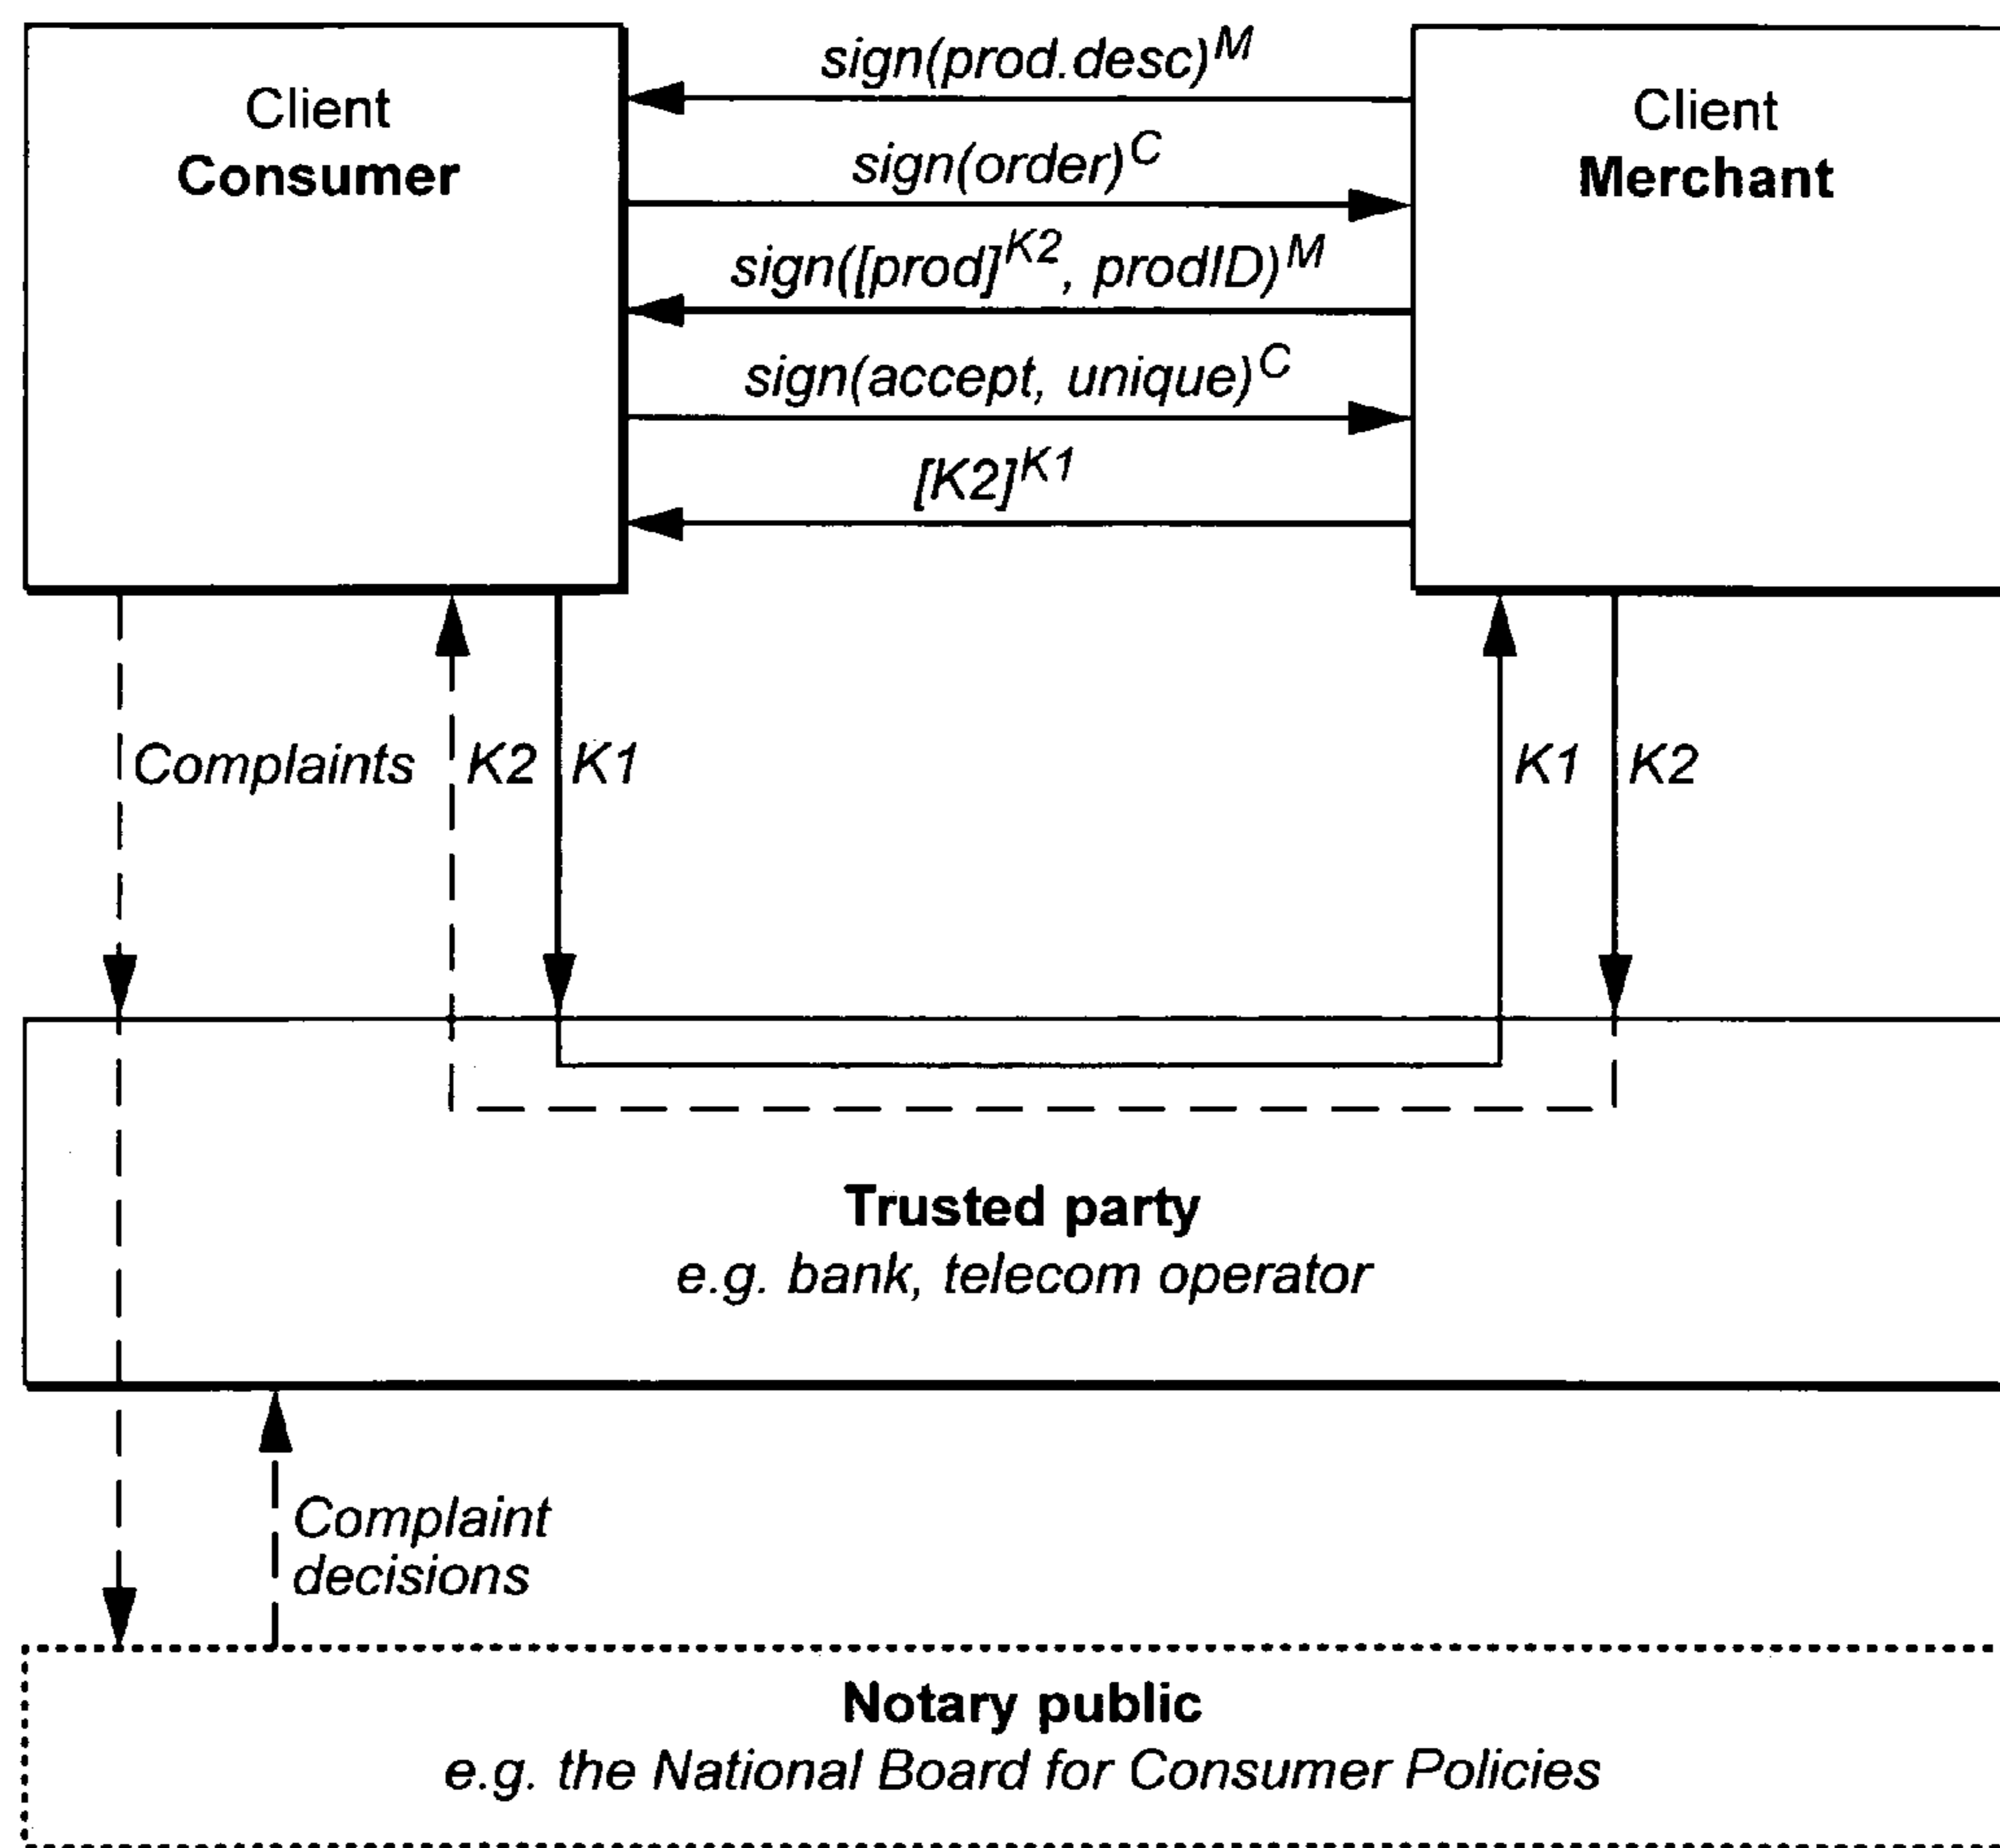 Client
Consumer
sign(prod.desc)^M
sign(order)^C
sign([prod]^K2, prodID)^M
sign(accept, unique)^C
[K2]^K1
Client
Merchant
Complaints
K2
K1
K1
K2
Trusted party
e.g. bank, telecom operator
Complaint
decisions
Notary public
e.g. the National Board for Consumer Policies